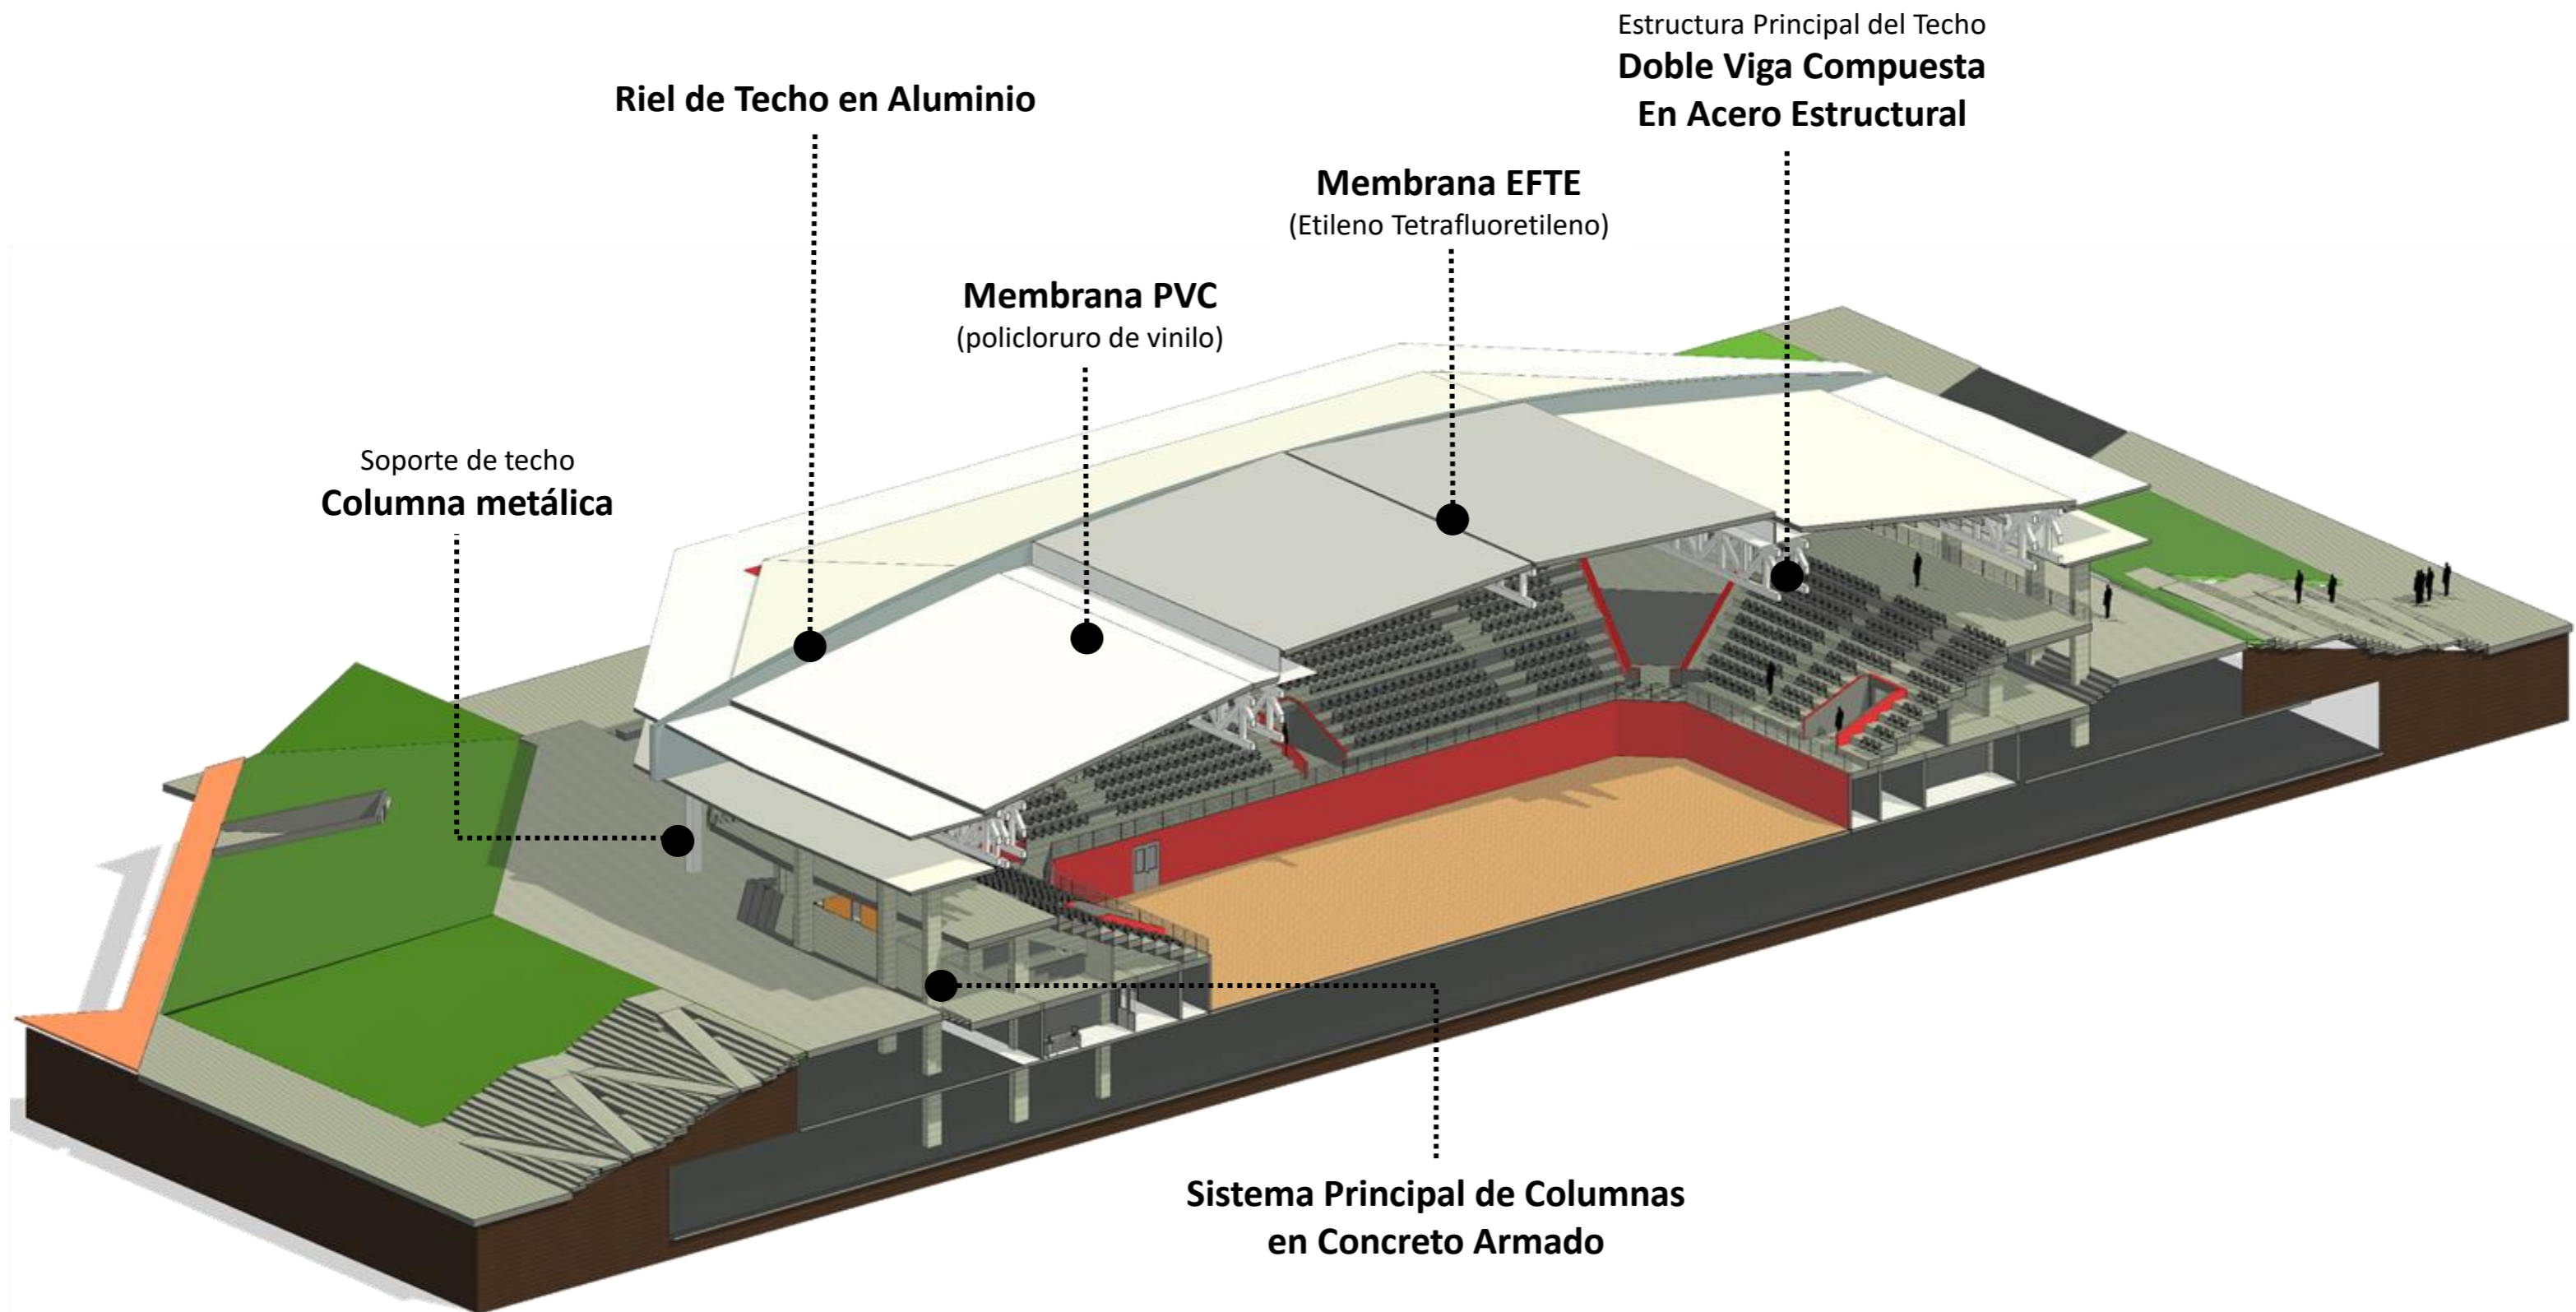 Estructura Principal del Techo
Doble Viga Compuesta
En Acero Estructural
Riel de Techo en Aluminio
Membrana EFTE
(Etileno Tetrafluoretileno)
Membrana PVC
(policloruro de vinilo)
Soporte de techo
Columna metálica
Sistema Principal de Columnas
en Concreto Armado